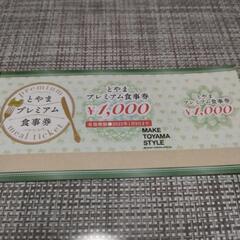 premium
とやま
プレミアム
食事券
meal ticket
とやま
プレミアム食事券
¥1,000
MAKE
TOYAMA
STYLE
とやま
プレミアム食事券
¥1,000